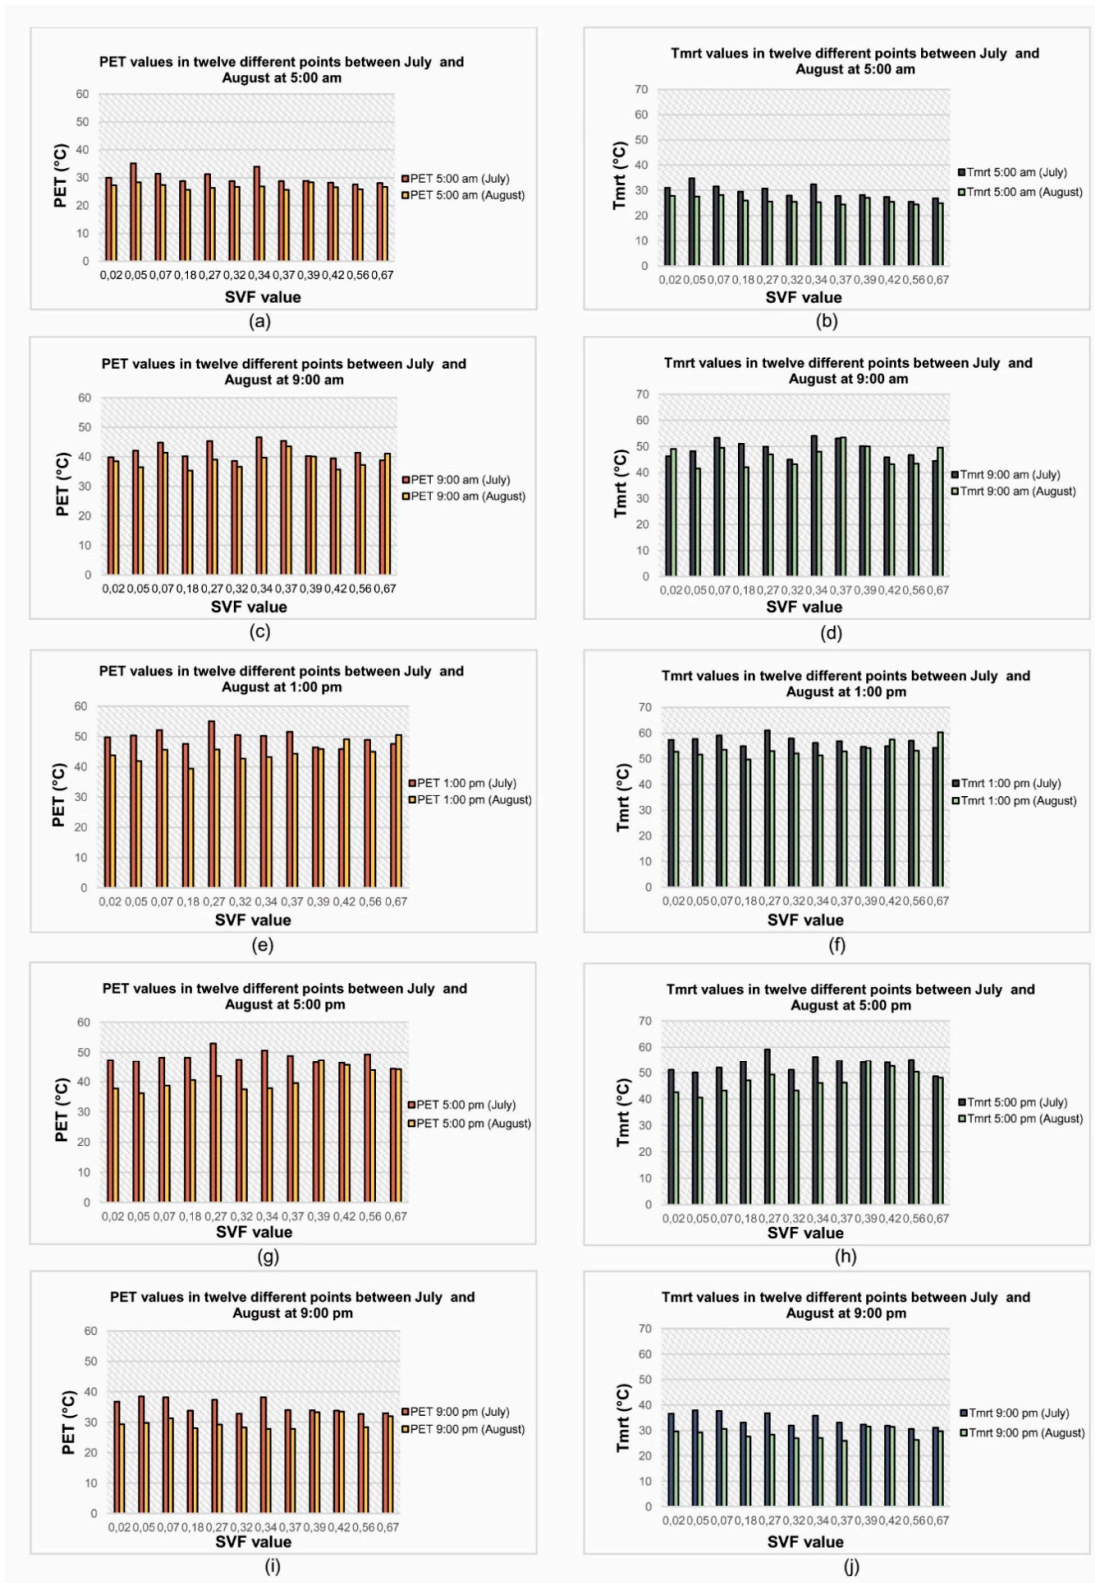 PET values in twelve different points between July and
August at 5:00 am
60
50
40
30
20
10
0
PET (°C)
0,02 0,05 0,07 0,18 0,27 0,32 0,34 0,37 0,39 0,42 0,56 0,67
SVF value
PET 5:00 am (July)
PET 5:00 am (August)
(a)
Tmrt values in twelve different points between July and
August at 5:00 am
70
60
50
40
30
20
10
0
Tmrt (°C)
0,02 0,05 0,07 0,18 0,27 0,32 0,34 0,37 0,39 0,42 0,56 0,67
SVF value
Tmrt 5:00 am (July)
Tmrt 5:00 am (August)
(b)
PET values in twelve different points between July and
August at 9:00 am
60
50
40
30
20
10
0
PET (°C)
0,02 0,05 0,07 0,18 0,27 0,32 0,34 0,37 0,39 0,42 0,56 0,67
SVF value
PET 9:00 am (July)
PET 9:00 am (August)
(c)
Tmrt values in twelve different points between July and
August at 9:00 am
70
60
50
40
30
20
10
0
Tmrt (°C)
0,02 0,05 0,07 0,18 0,27 0,32 0,34 0,37 0,39 0,42 0,56 0,67
SVF value
Tmrt 9:00 am (July)
Tmrt 9:00 am (August)
(d)
PET values in twelve different points between July and
August at 1:00 pm
60
50
40
30
20
10
0
PET (°C)
0,02 0,05 0,07 0,18 0,27 0,32 0,34 0,37 0,39 0,42 0,56 0,67
SVF value
PET 1:00 pm (July)
PET 1:00 pm (August)
(e)
Tmrt values in twelve different points between July and
August at 1:00 pm
70
60
50
40
30
20
10
0
Tmrt (°C)
0,02 0,05 0,07 0,18 0,27 0,32 0,34 0,37 0,39 0,42 0,56 0,67
SVF value
Tmrt 1:00 pm (July)
Tmrt 1:00 pm (August)
(f)
PET values in twelve different points between July and
August at 5:00 pm
60
50
40
30
20
10
0
PET (°C)
0,02 0,05 0,07 0,18 0,27 0,32 0,34 0,37 0,39 0,42 0,56 0,67
SVF value
PET 5:00 pm (July)
PET 5:00 pm (August)
(g)
Tmrt values in twelve different points between July and
August at 5:00 pm
70
60
50
40
30
20
10
0
Tmrt (°C)
0,02 0,05 0,07 0,18 0,27 0,32 0,34 0,37 0,39 0,42 0,56 0,67
SVF value
Tmrt 5:00 pm (July)
Tmrt 5:00 pm (August)
(h)
PET values in twelve different points between July and
August at 9:00 pm
60
50
40
30
20
10
0
PET (°C)
0,02 0,05 0,07 0,18 0,27 0,32 0,34 0,37 0,39 0,42 0,56 0,67
SVF value
PET 9:00 pm (July)
PET 9:00 pm (August)
(i)
Tmrt values in twelve different points between July and
August at 9:00 pm
70
60
50
40
30
20
10
0
Tmrt (°C)
0,02 0,05 0,07 0,18 0,27 0,32 0,34 0,37 0,39 0,42 0,56 0,67
SVF value
Tmrt 9:00 pm (July)
Tmrt 9:00 pm (August)
(j)